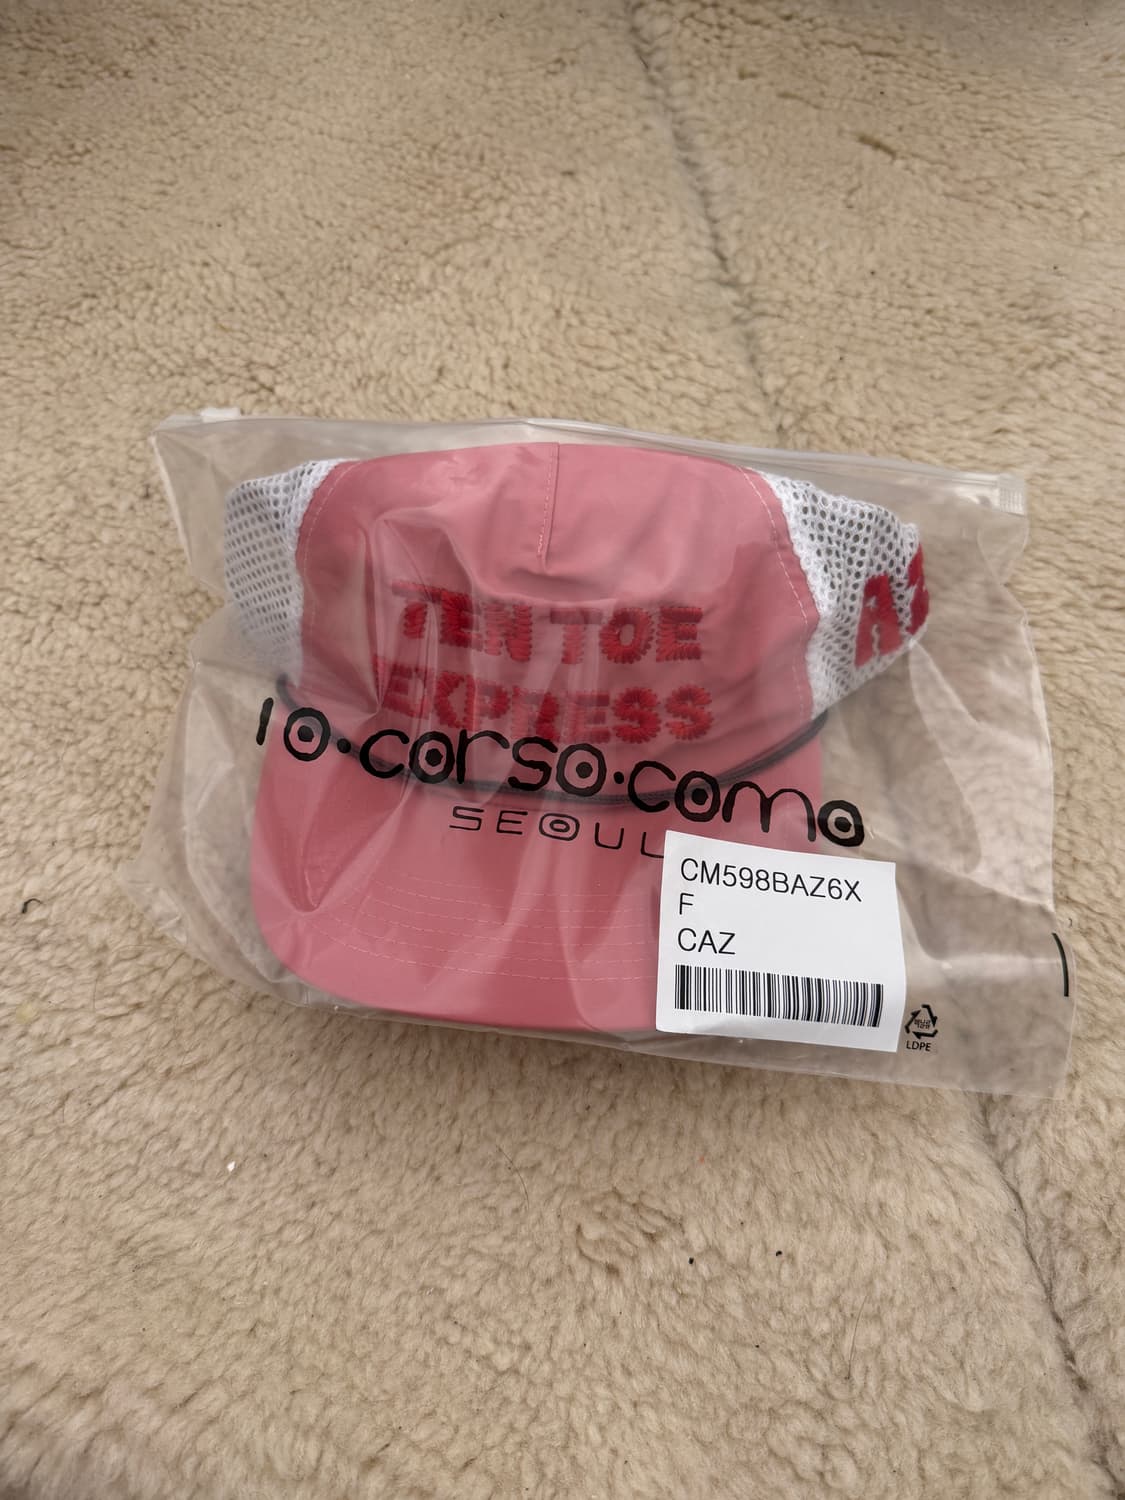 TEN TOE
EXPRESS
10·corso·como
SEOUL
CM598BAZ6X
F
CAZ
LDPE